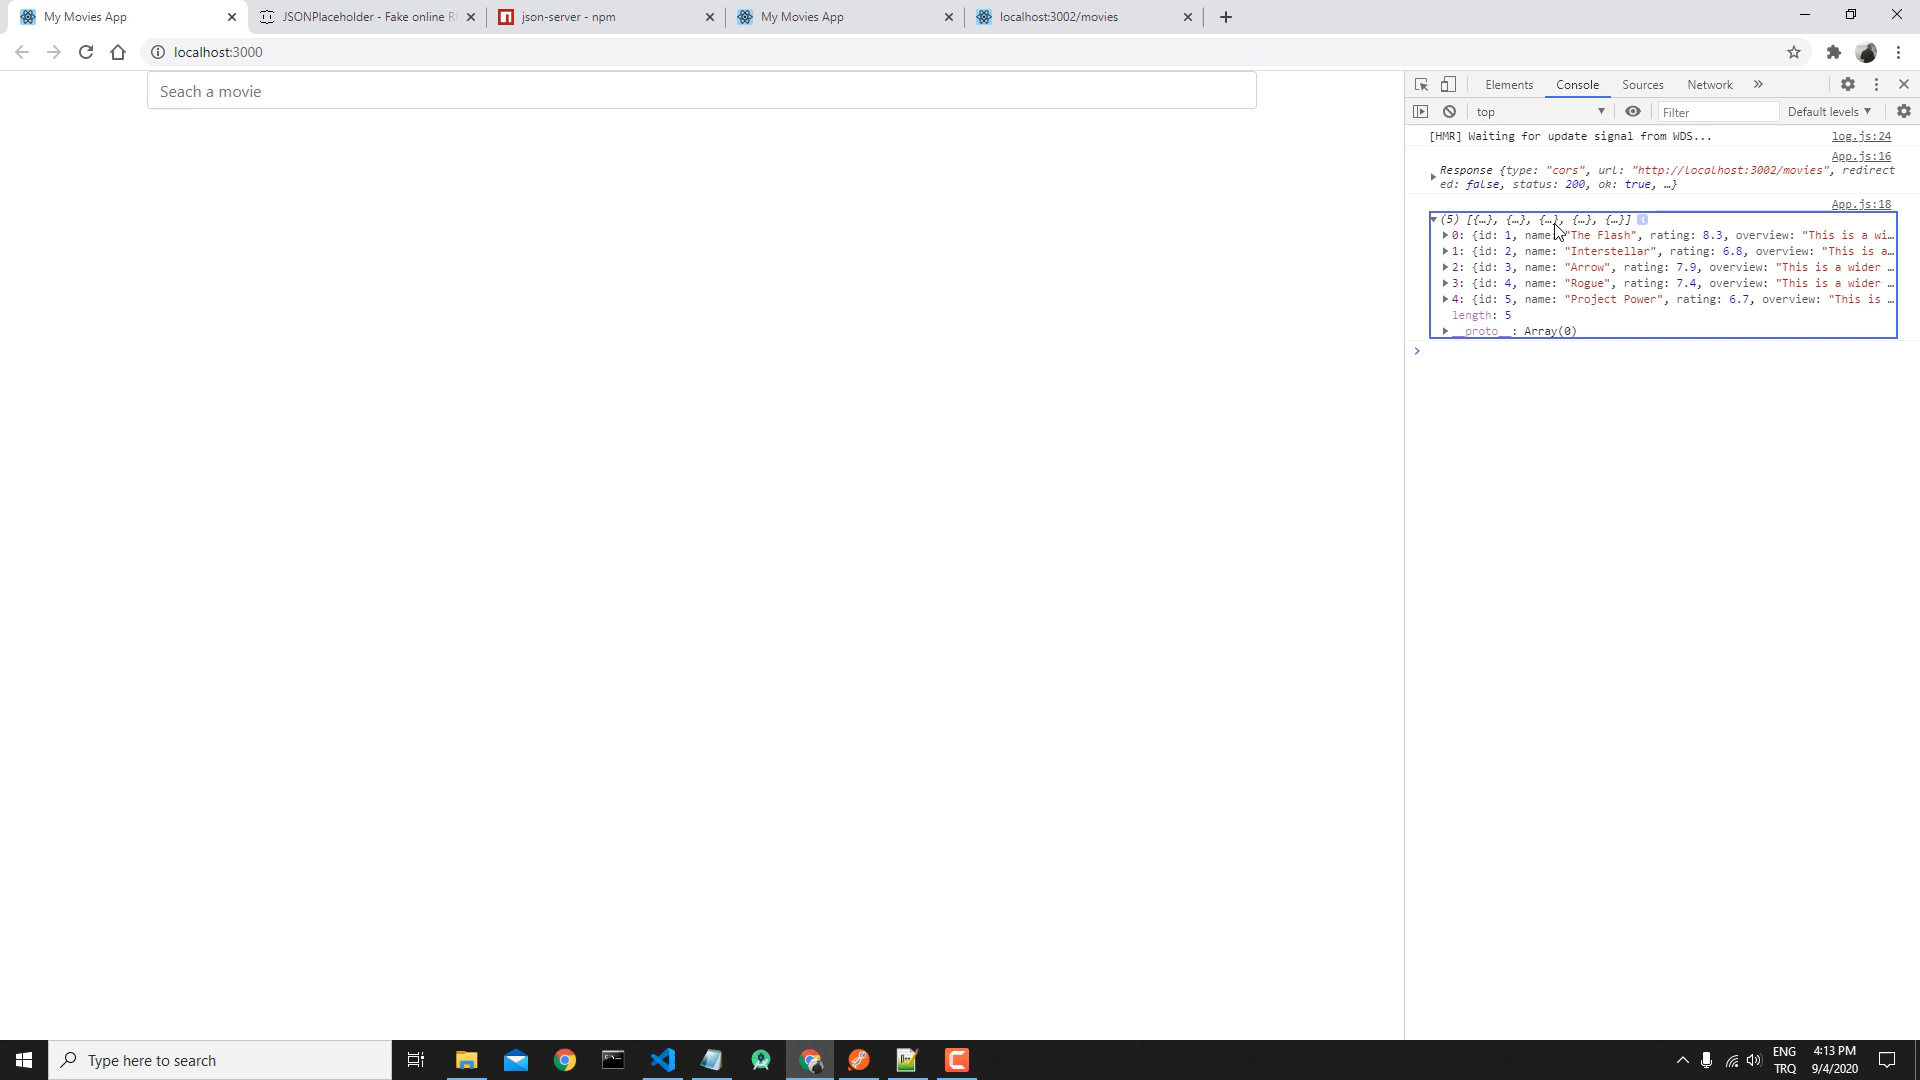 My Movies App
JSONPlaceholder - Fake online R
json-server - npm
My Movies App
localhost:3002/movies
localhost:3000
Seach a movie
Elements
Console
Sources
Network
top
Filter
Default levels
[HMR] Waiting for update signal from WDS...
log.js:24
App.js:16
Response {type: "cors", url: "http://localhost:3002/movies", redirect
ed: false, status: 200, ok: true, …}
App.js:18
(5) [{…}, {…}, {…}, {…}, {…}]
0: {id: 1, name: "The Flash", rating: 8.3, overview: "This is a wi…
1: {id: 2, name: "Interstellar", rating: 6.8, overview: "This is a…
2: {id: 3, name: "Arrow", rating: 7.9, overview: "This is a wider …
3: {id: 4, name: "Rogue", rating: 7.4, overview: "This is a wider …
4: {id: 5, name: "Project Power", rating: 6.7, overview: "This is …
length: 5
__proto__: Array(0)
Type here to search
ENG
TRQ
4:13 PM
9/4/2020